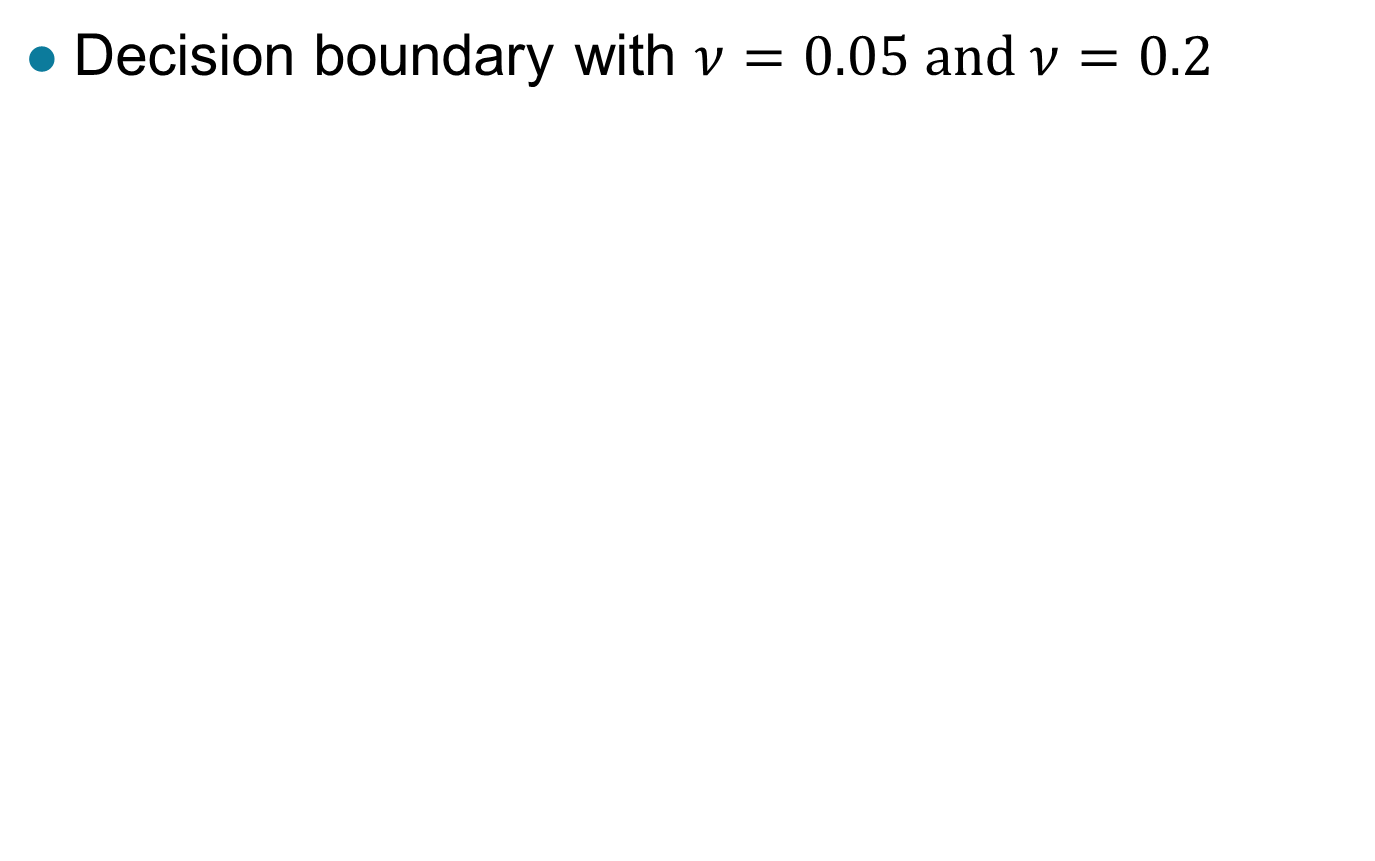 • Decision boundary with 𝜈 = 0.05 and 𝜈 = 0.2